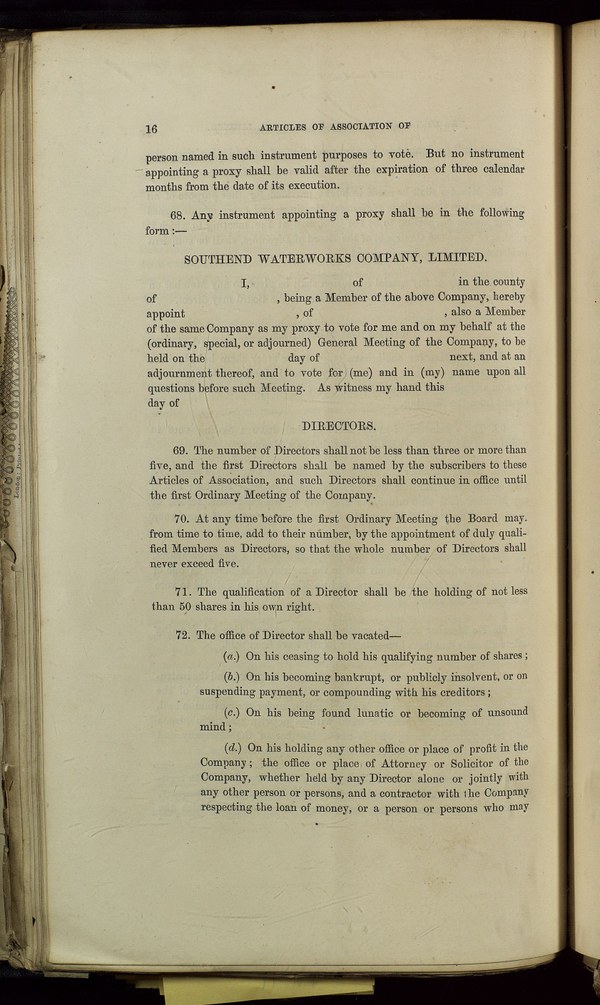 16 ARTICLES OF ASSOCIATION OF
person named in such instrument purposes to vote. But no instrument
appointing a proxy shall be valid after the expiration of three calendar
months from the date of its execution.
68. Any instrument appointing a proxy shall be in the following
form :—
SOUTHEND WATERWORKS COMPANY, LIMITED.
I, of in the county
of , being a Member of the above Company, hereby
appoint , of , also a Member
of the same Company as my proxy to vote for me and on my behalf at the
(ordinary, special, or adjourned) General Meeting of the Company, to be
held on the day of next, and at an
adjournment thereof, and to vote for (me) and in (my) name upon all
questions before such Meeting. As witness my hand this
day of
DIRECTORS.
69. The number of Directors shall not be less than three or more than
five, and the first Directors shall be named by the subscribers to these
Articles of Association, and such Directors shall continue in office until
the first Ordinary Meeting of the Company.
70. At any time before the first Ordinary Meeting the Board may.
from time to time, add to their number, by the appointment of duly quali-
fied Members as Directors, so that the whole number of Directors shall
never exceed five.
71. The qualification of a Director shall be the holding of not less
than 50 shares in his own right.
72. The office of Director shall be vacated—
(a.) On his ceasing to hold his qualifying number of shares ;
(b.) On his becoming bankrupt, or publicly insolvent, or on
suspending payment, or compounding with his creditors ;
(c.) On his being found lunatic or becoming of unsound
mind ;
(d.) On his holding any other office or place of profit in the
Company ; the office or place of Attorney or Solicitor of the
Company, whether held by any Director alone or jointly with
any other person or persons, and a contractor with the Company
respecting the loan of money, or a person or persons who may